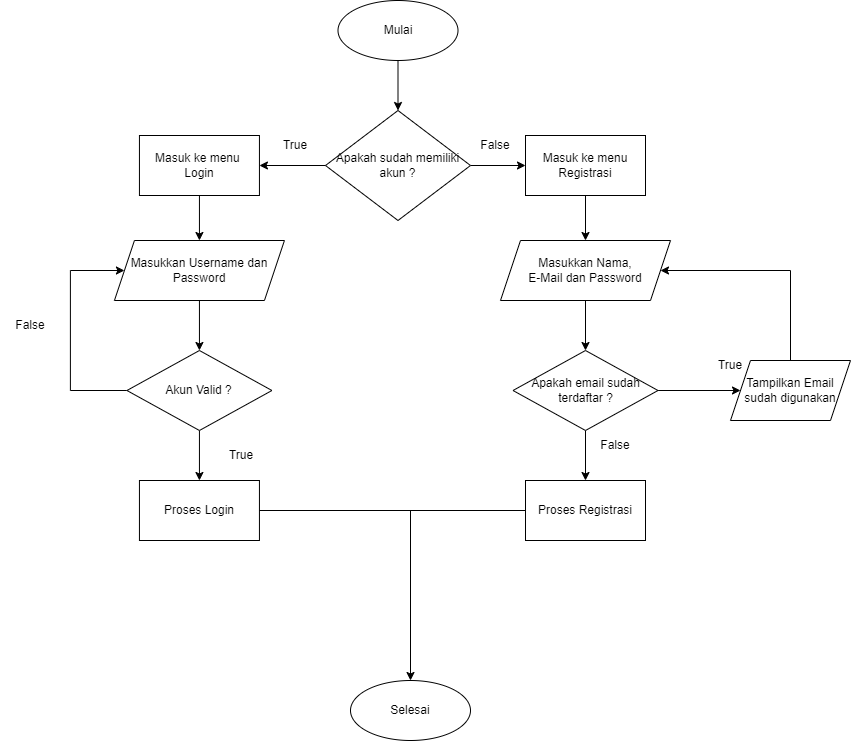 Mulai
True
Apakah sudah memiliki
akun ?
False
Masuk ke menu
Login
Masuk ke menu
Registrasi
Masukkan Username dan
Password
Masukkan Nama,
E-Mail dan Password
False
Akun Valid ?
Apakah email sudah
terdaftar ?
True
Tampilkan Email
sudah digunakan
True
False
Proses Login
Proses Registrasi
Selesai